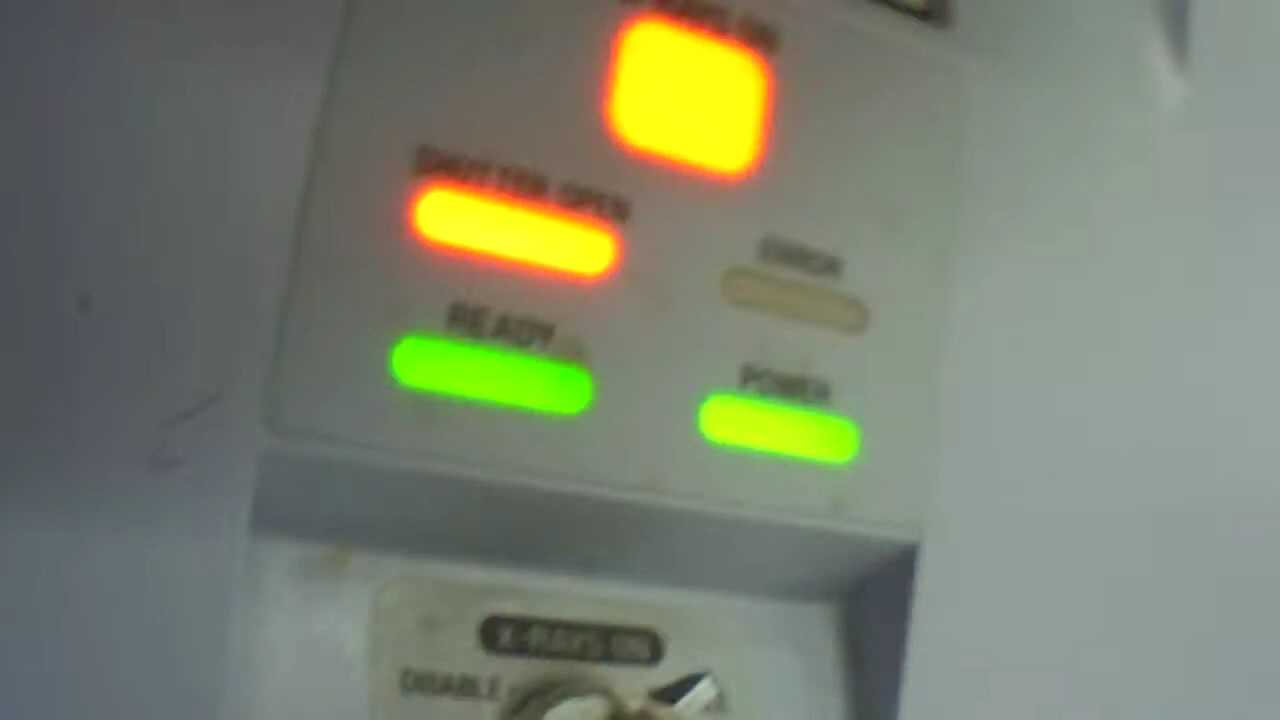 SHUTTER OPEN
ERROR
READY
POWER
X-RAYS ON
DISABLE